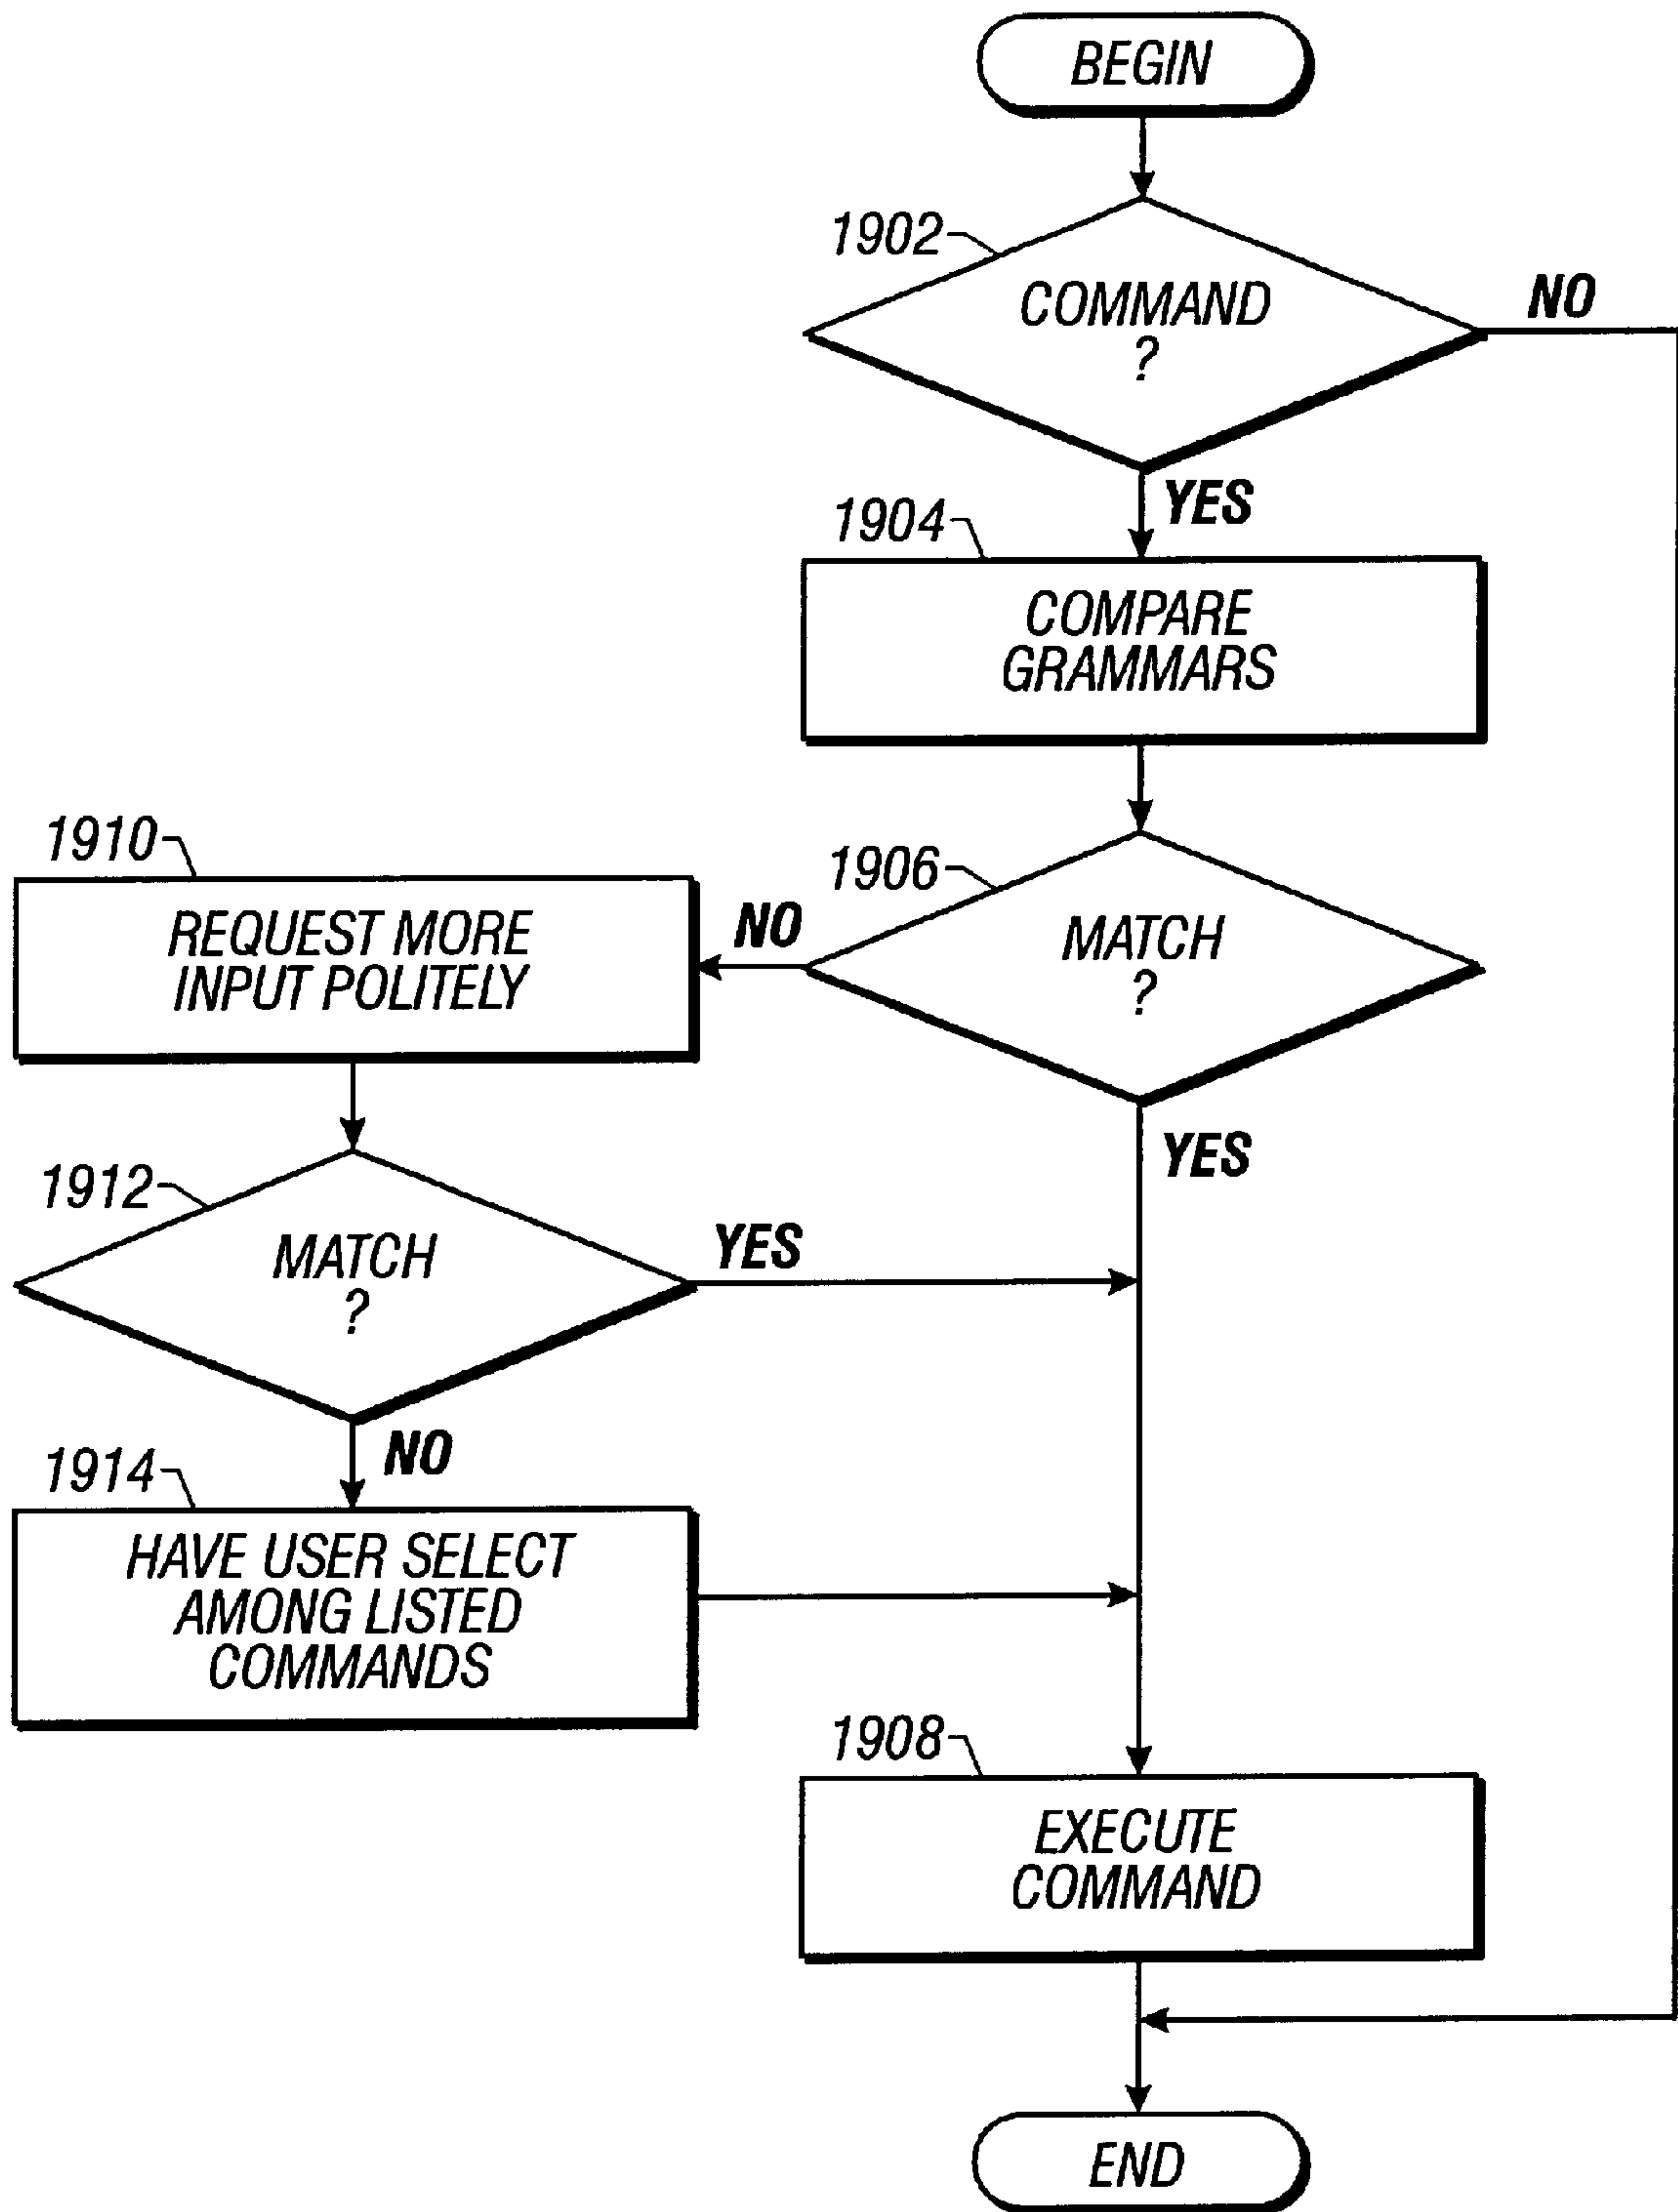 BEGIN
1902
COMMAND
?
NO
YES
1904
COMPARE
GRAMMARS
1910
REQUEST MORE
INPUT POLITELY
NO
1906
MATCH
?
YES
1912
MATCH
?
YES
NO
1914
HAVE USER SELECT
AMONG LISTED
COMMANDS
1908
EXECUTE
COMMAND
END